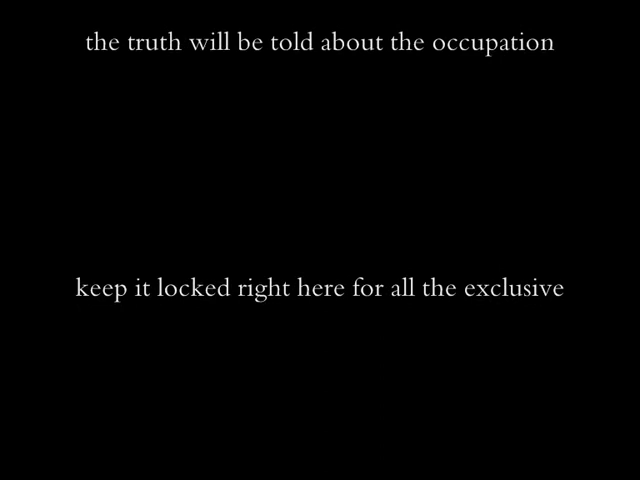 the truth will be told about the occupation
keep it locked right here for all the exclusive